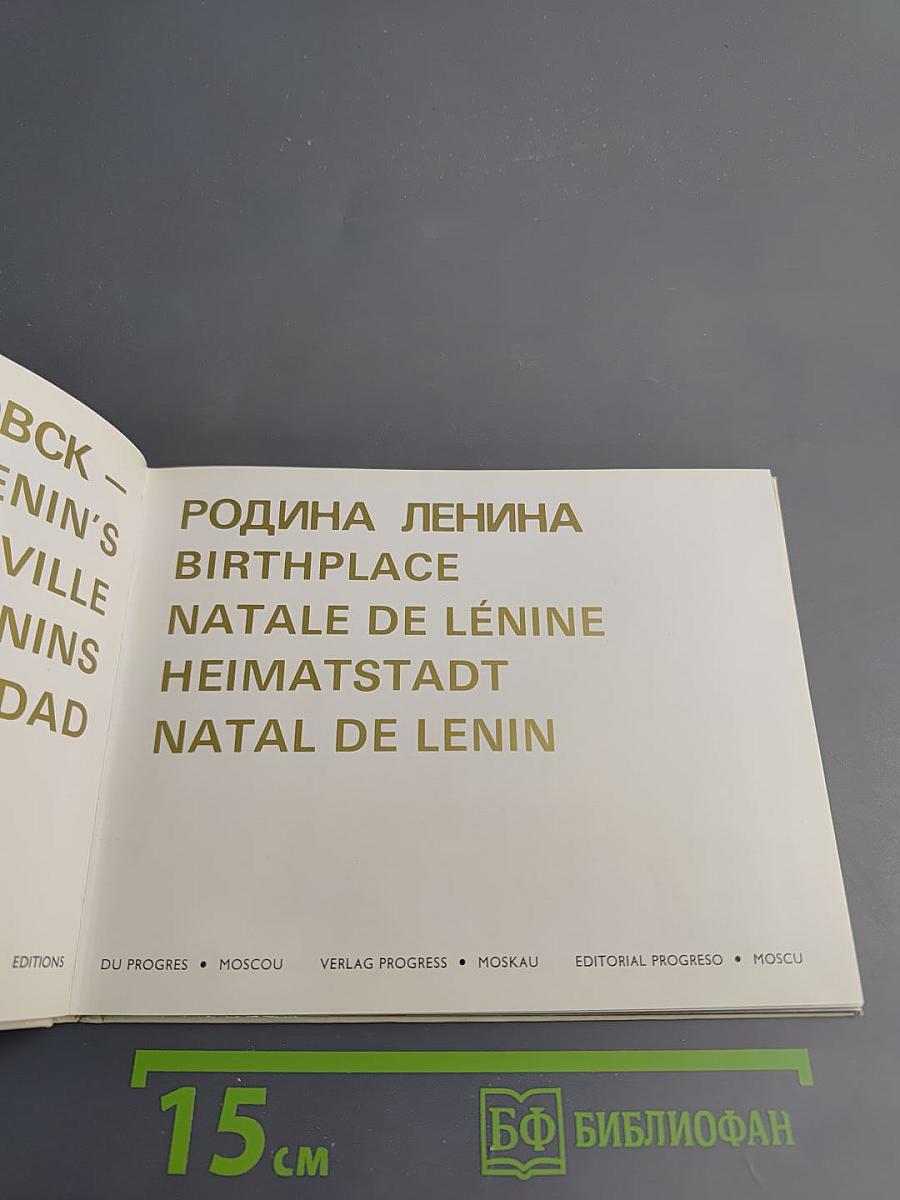 ОВСК –
ENIN'S
VILLE
NINS
DAD
РОДИНА ЛЕНИНА
BIRTHPLACE
NATALE DE LÉNINE
HEIMATSTADT
NATAL DE LENIN
EDITIONS DU PROGRES • MOSCOU VERLAG PROGRESS • MOSKAU EDITORIAL PROGRESO • MOSCU
15 см
БФ БИБЛИОФАН